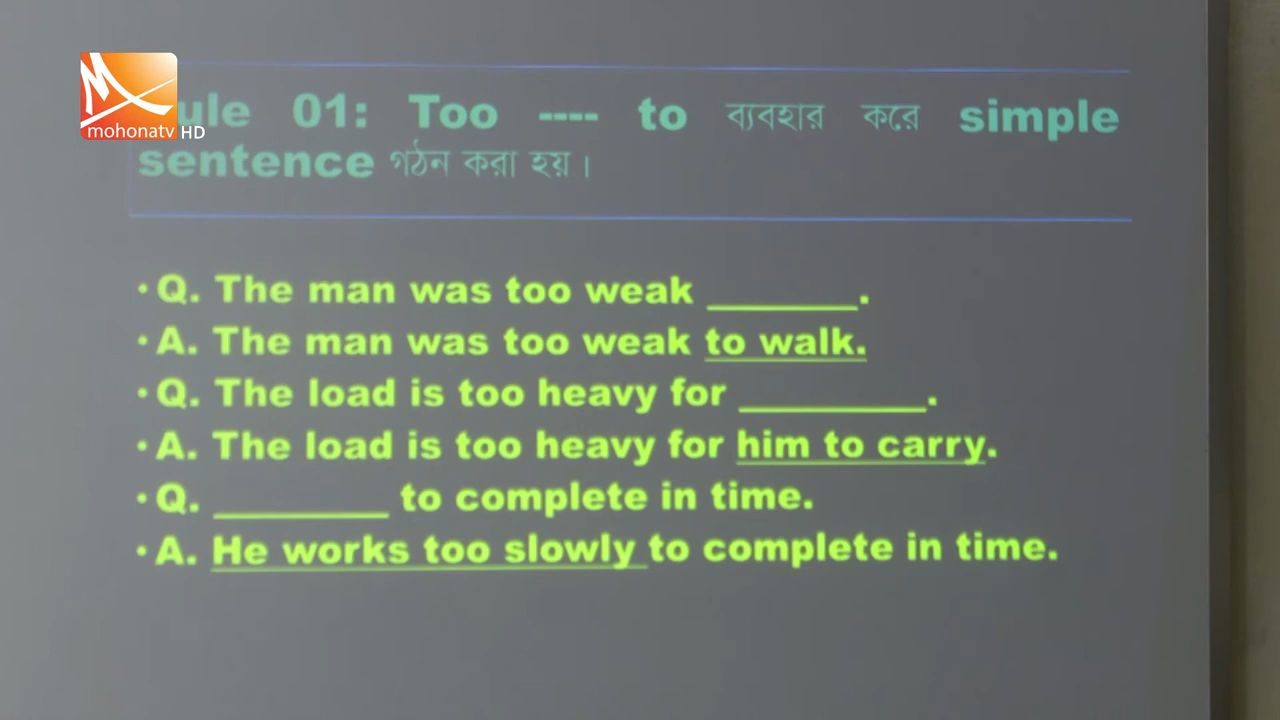 mohonatv HD
ule 01: Too ---- to ব্যবহার করে simple
sentence গঠন করা হয়।
• Q. The man was too weak _______.
• A. The man was too weak to walk.
• Q. The load is too heavy for _________.
• A. The load is too heavy for him to carry.
• Q. ________ to complete in time.
• A. He works too slowly to complete in time.